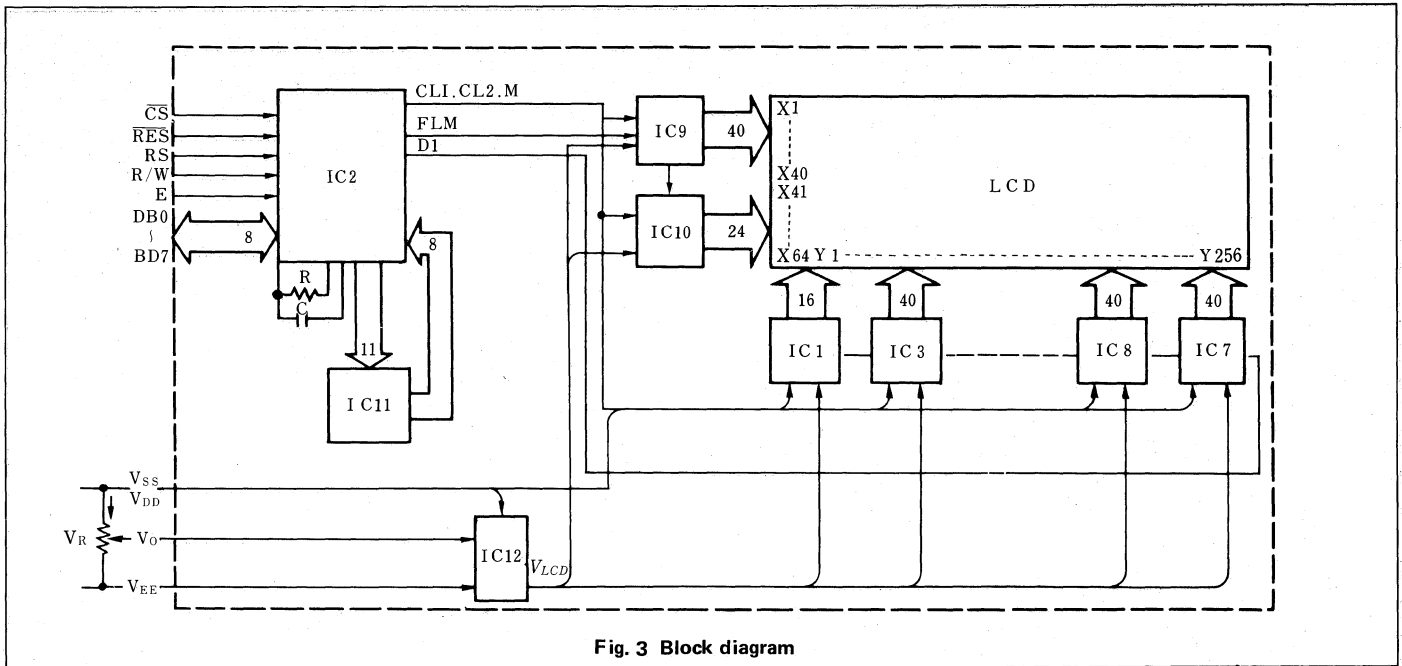 CLI.CL2.M
FLM
D1
CS
RES
RS
R/W
E
DB0
~
BD7
8
IC2
8
R
C
11
IC11
IC9
40
IC10
24
X1
X40
X41
X64 Y1
Y256
LCD
16
40
40
40
IC1
IC3
IC8
IC7
VSS
VDD
VR
VO
VEE
IC12
VLCD
Fig. 3 Block diagram